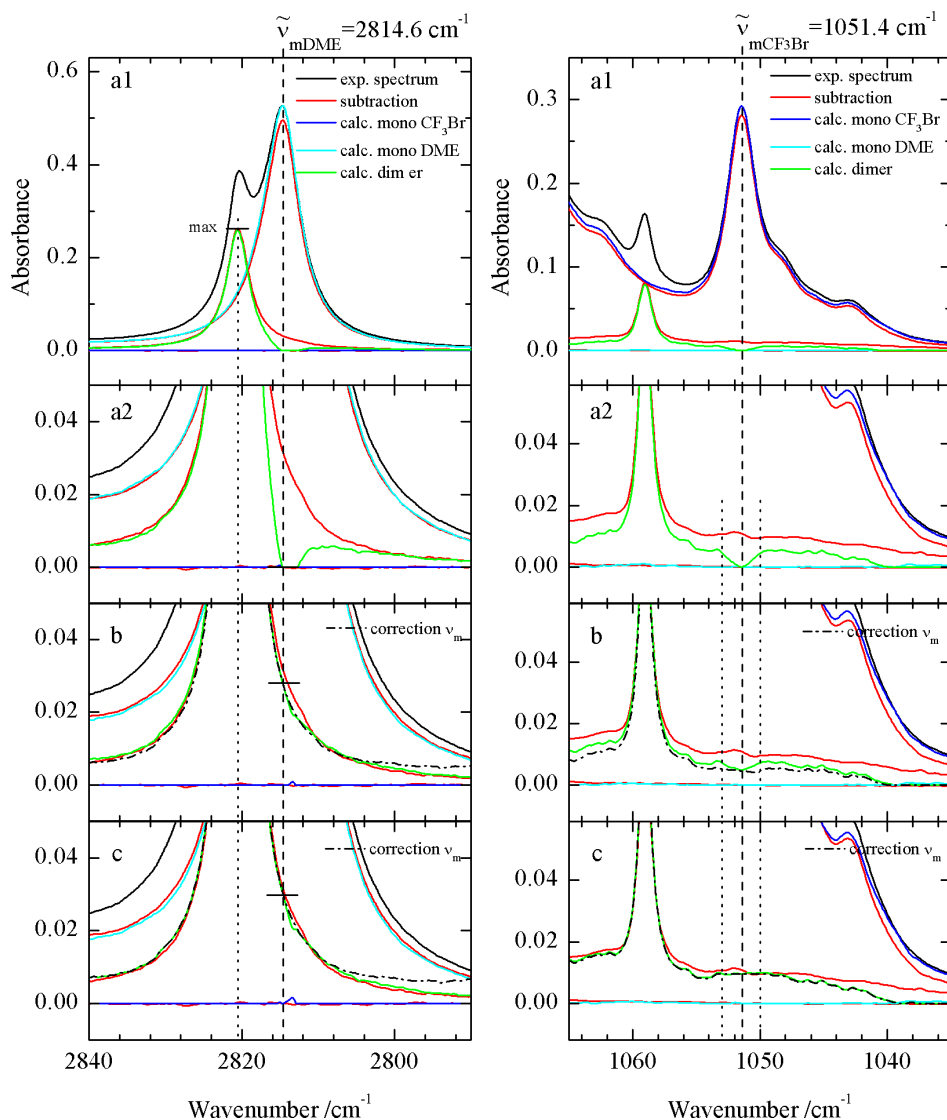 ν̃ mDME =2814.6 cm⁻¹
ν̃ mCF3Br =1051.4 cm⁻¹
a1
exp. spectrum
subtraction
calc. mono CF₃Br
calc. mono DME
calc. dim er
max
0.6
0.4
0.2
0.0
Absorbance
a1
exp. spectrum
subtraction
calc. mono CF₃Br
calc. mono DME
calc. dimer
0.3
0.2
0.1
0.0
Absorbance
a2
0.04
0.02
0.00
a2
0.04
0.02
0.00
b
correction ν_m
0.04
0.02
0.00
b
correction ν_m
0.04
0.02
0.00
c
correction ν_m
0.04
0.02
0.00
c
correction ν_m
0.04
0.02
0.00
2840 2820 2800
Wavenumber /cm⁻¹
1060 1050 1040
Wavenumber /cm⁻¹